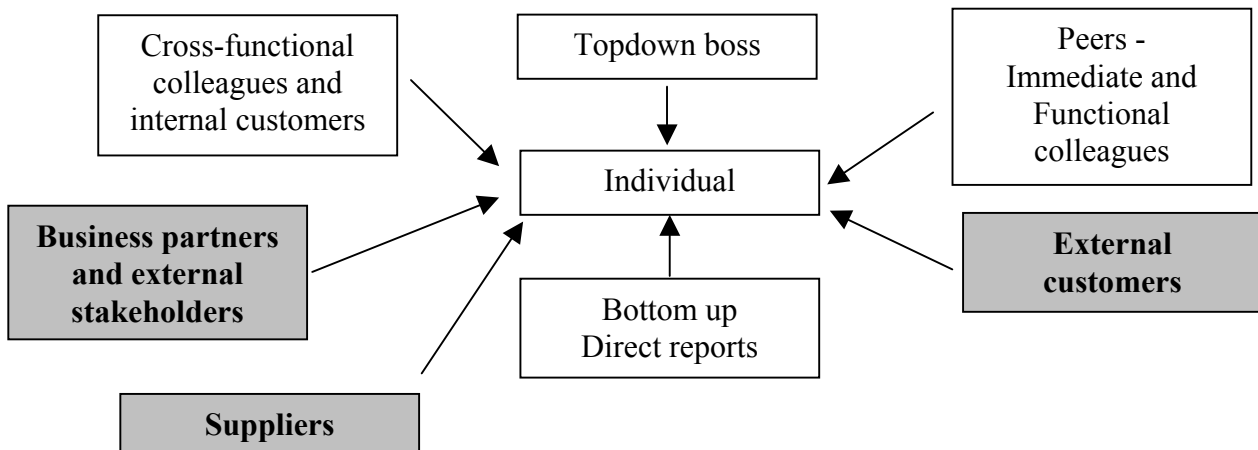 Cross-functional
colleagues and
internal customers
Topdown boss
Peers -
Immediate and
Functional
colleagues
Individual
Business partners
and external
stakeholders
External
customers
Bottom up
Direct reports
Suppliers